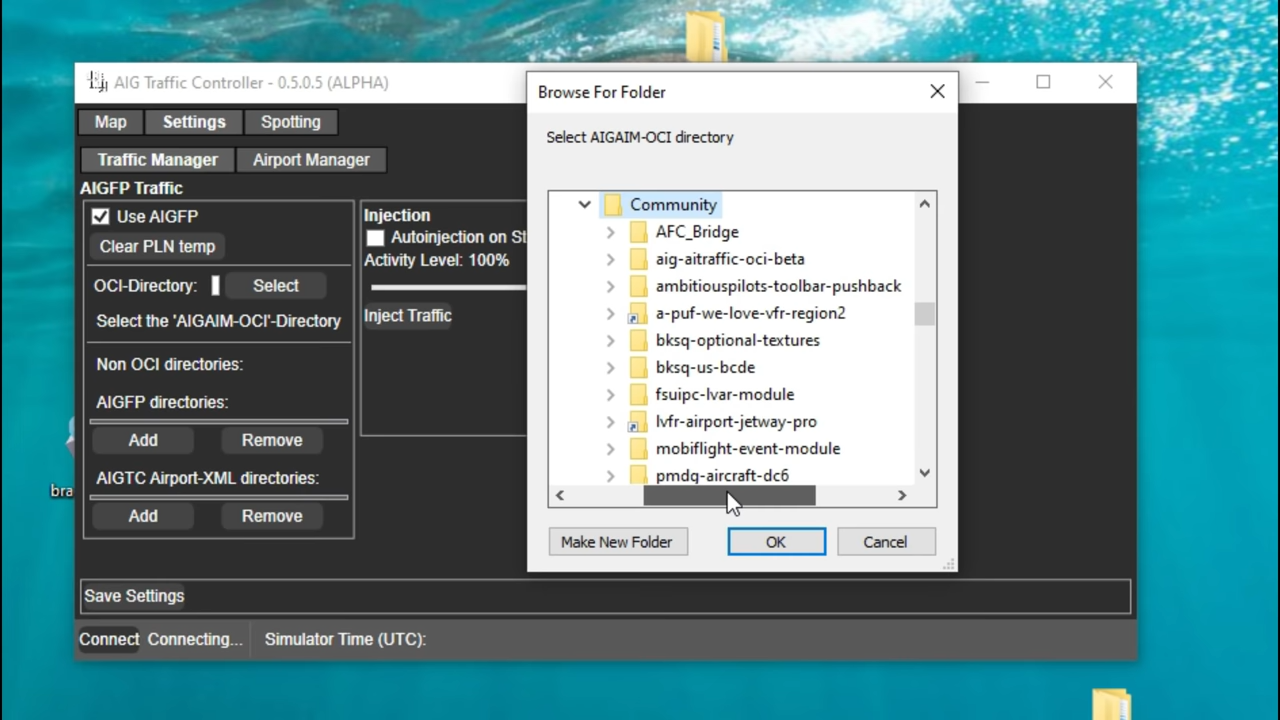 AIG Traffic Controller - 0.5.0.5 (ALPHA)
Map Settings Spotting
Traffic Manager Airport Manager
AIGFP Traffic
Use AIGFP
Clear PLN temp
OCI-Directory: Select
Select the 'AIGAIM-OCI'-Directory
Non OCI directories:
AIGFP directories:
Add Remove
AIGTC Airport-XML directories:
Add Remove
Injection
Autoinjection on St
Activity Level: 100%
Inject Traffic
Browse For Folder
Select AIGAIM-OCI directory
Community
AFC_Bridge
aig-aitraffic-oci-beta
ambitiouspilots-toolbar-pushback
a-puf-we-love-vfr-region2
bksq-optional-textures
bksq-us-bcde
fsuipc-lvar-module
lvfr-airport-jetway-pro
mobiflight-event-module
pmdg-aircraft-dc6
Make New Folder OK Cancel
Save Settings
Connect Connecting... Simulator Time (UTC):
bra